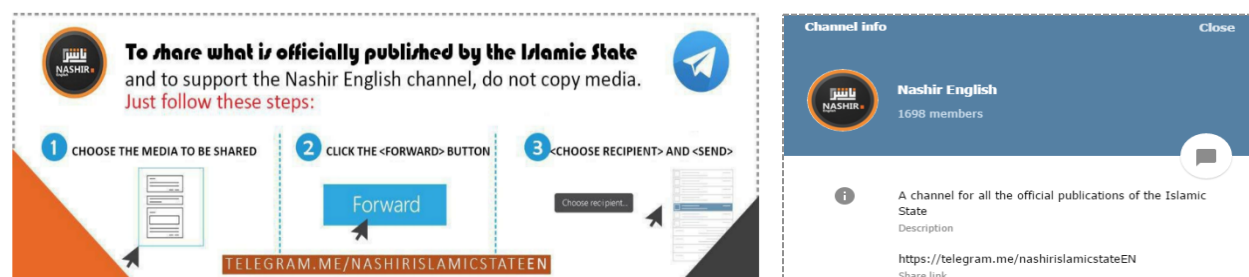 ناشر
NASHIR
English
To share what is officially published by the Islamic State
and to support the Nashir English channel, do not copy media.
Just follow these steps:
1 CHOOSE THE MEDIA TO BE SHARED
2 CLICK THE <FORWARD> BUTTON
3 <CHOOSE RECIPIENT> AND <SEND>
Forward
Choose recipient...
TELEGRAM.ME/NASHIRISLAMICSTATEEN
Channel info
Close
ناشر
NASHIR
English
Nashir English
1698 members
A channel for all the official publications of the Islamic
State
Description
https://telegram.me/nashirislamicstateEN
Share link